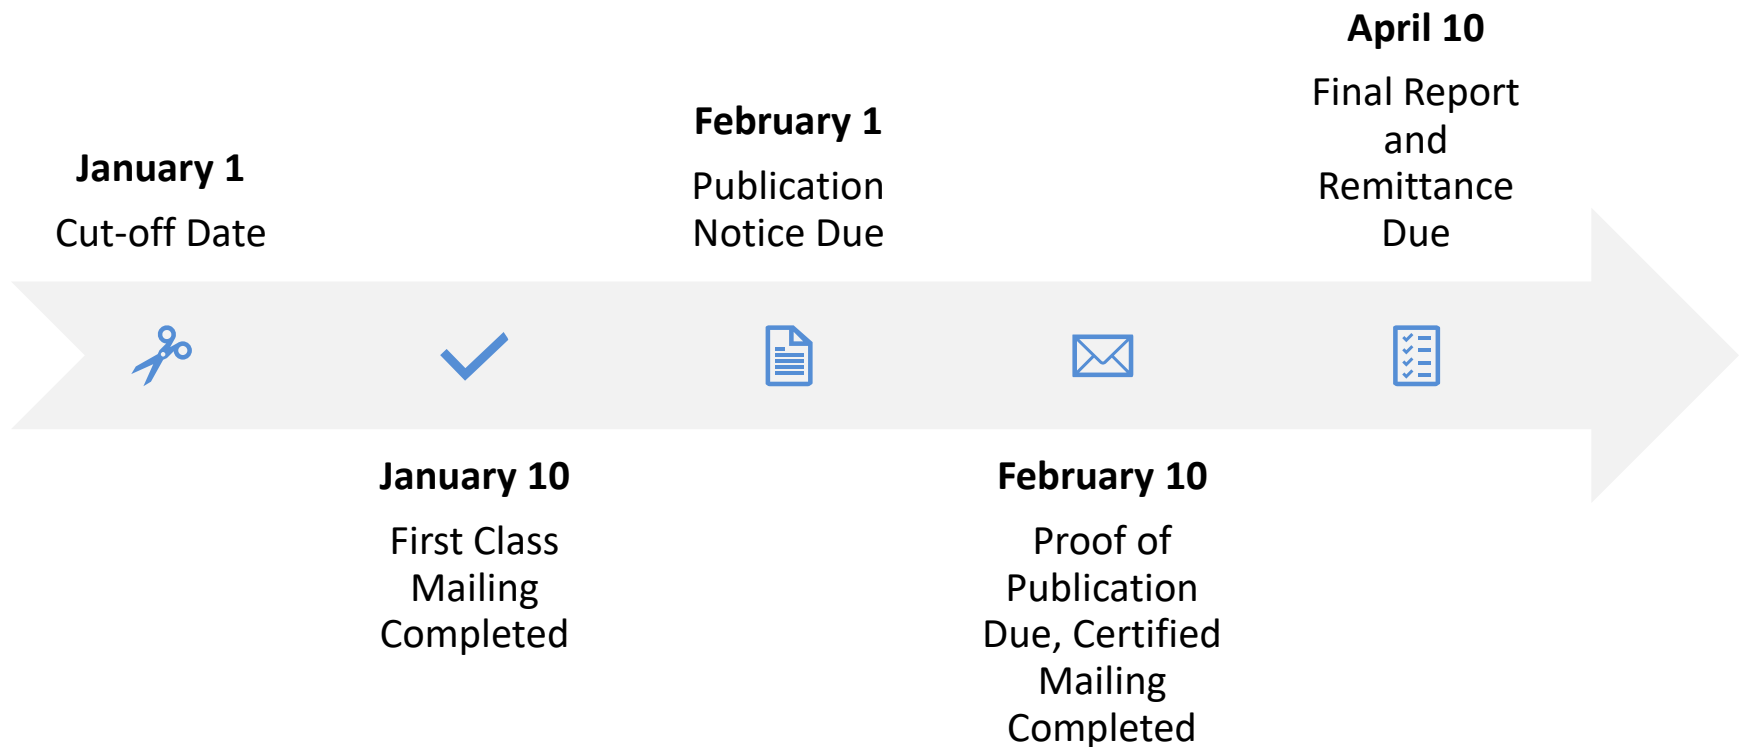 January 1
Cut-off Date
January 10
First Class
Mailing
Completed
February 1
Publication
Notice Due
February 10
Proof of
Publication
Due, Certified
Mailing
Completed
April 10
Final Report
and
Remittance
Due